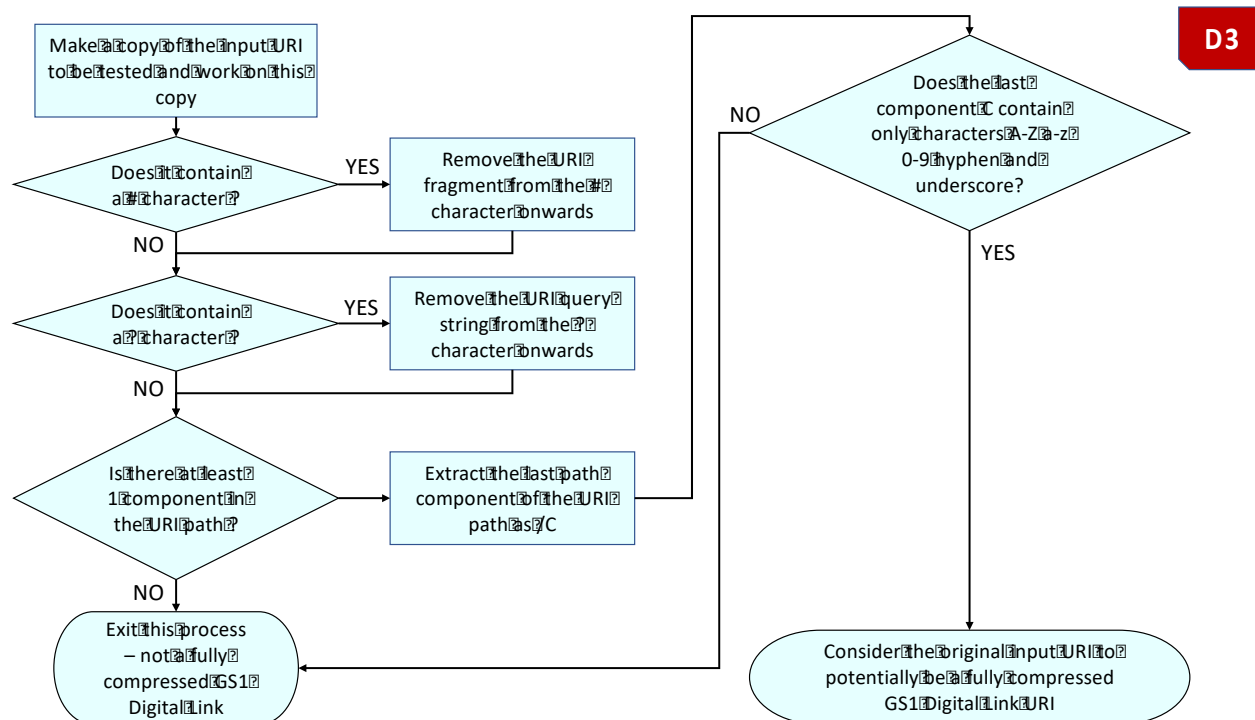 D3
Make a copy of the input URI
to be tested and work on this
copy
Does it contain
a # character ?
YES
Remove the URI
fragment from the #
character onwards
NO
Does it contain
a ? character ?
YES
Remove the URI query
string from the ?
character onwards
NO
Is there at least
1 component in
the URI path ?
Extract the last path
component of the URI
path as /C
NO
Exit this process
– not a fully
compressed GS1
Digital Link
Does the last
component C contain
only characters A-Z a-z
0-9 hyphen and
underscore?
NO
YES
Consider the original input URI to
potentially be a fully compressed
GS1 Digital Link URI